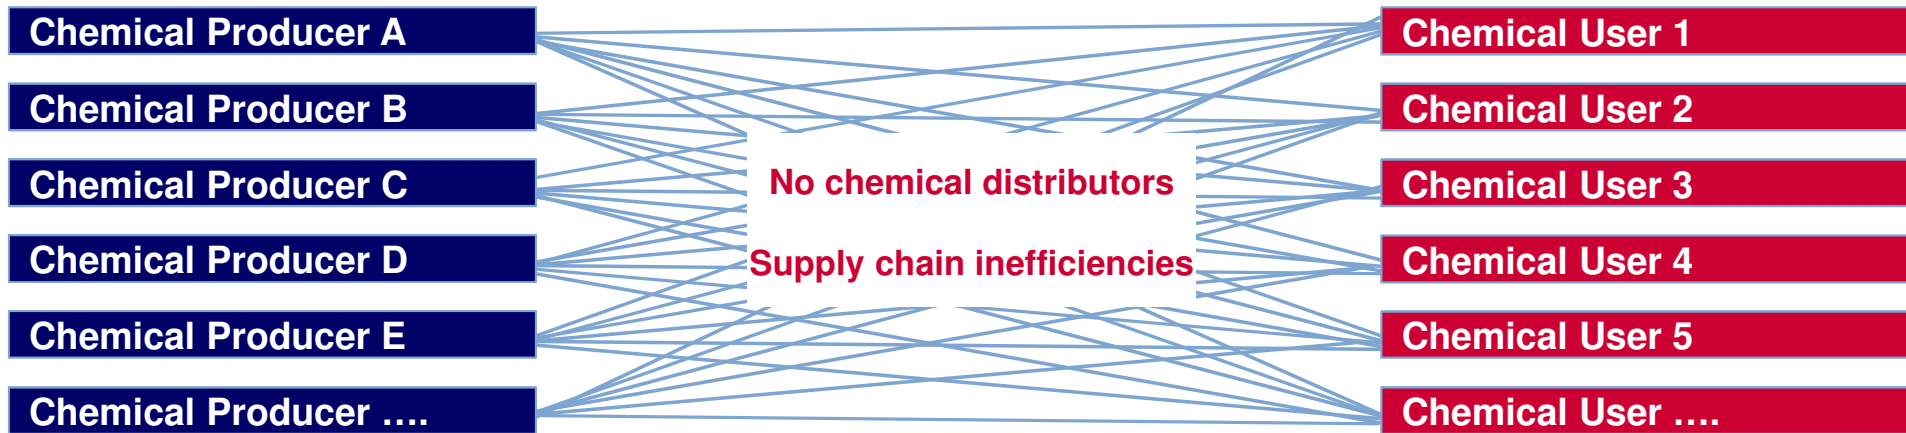 Chemical Producer A
Chemical Producer B
Chemical Producer C
Chemical Producer D
Chemical Producer E
Chemical Producer ....
No chemical distributors
Supply chain inefficiencies
Chemical User 1
Chemical User 2
Chemical User 3
Chemical User 4
Chemical User 5
Chemical User ....